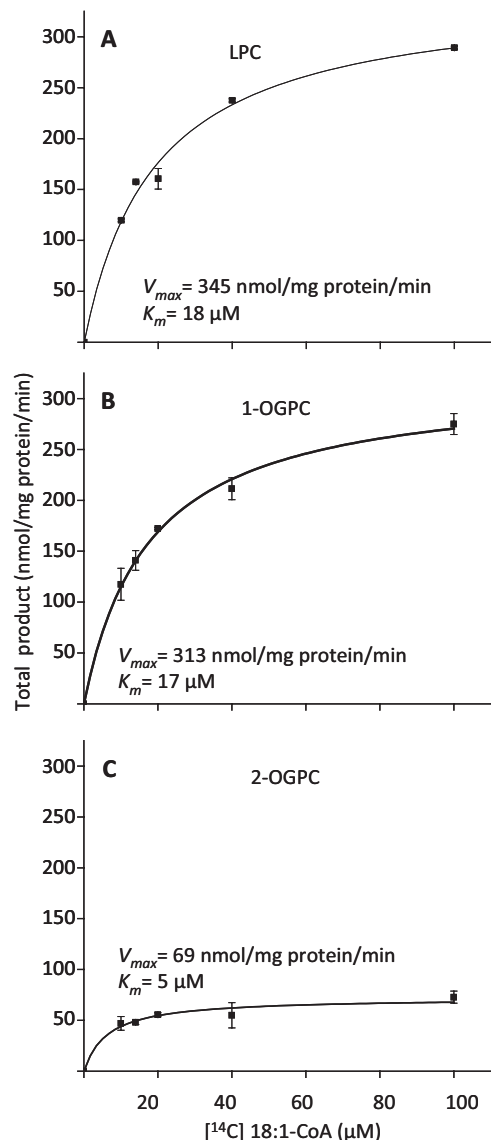 A
LPC
300
250
200
150
100
50
V_max= 345 nmol/mg protein/min
K_m= 18 µM
B
1-OGPC
300
250
200
150
100
50
V_max= 313 nmol/mg protein/min
K_m= 17 µM
Total product (nmol/mg protein/min)
C
2-OGPC
300
250
200
150
100
50
V_max= 69 nmol/mg protein/min
K_m= 5 µM
20 40 60 80 100
[¹⁴C] 18:1-CoA (µM)